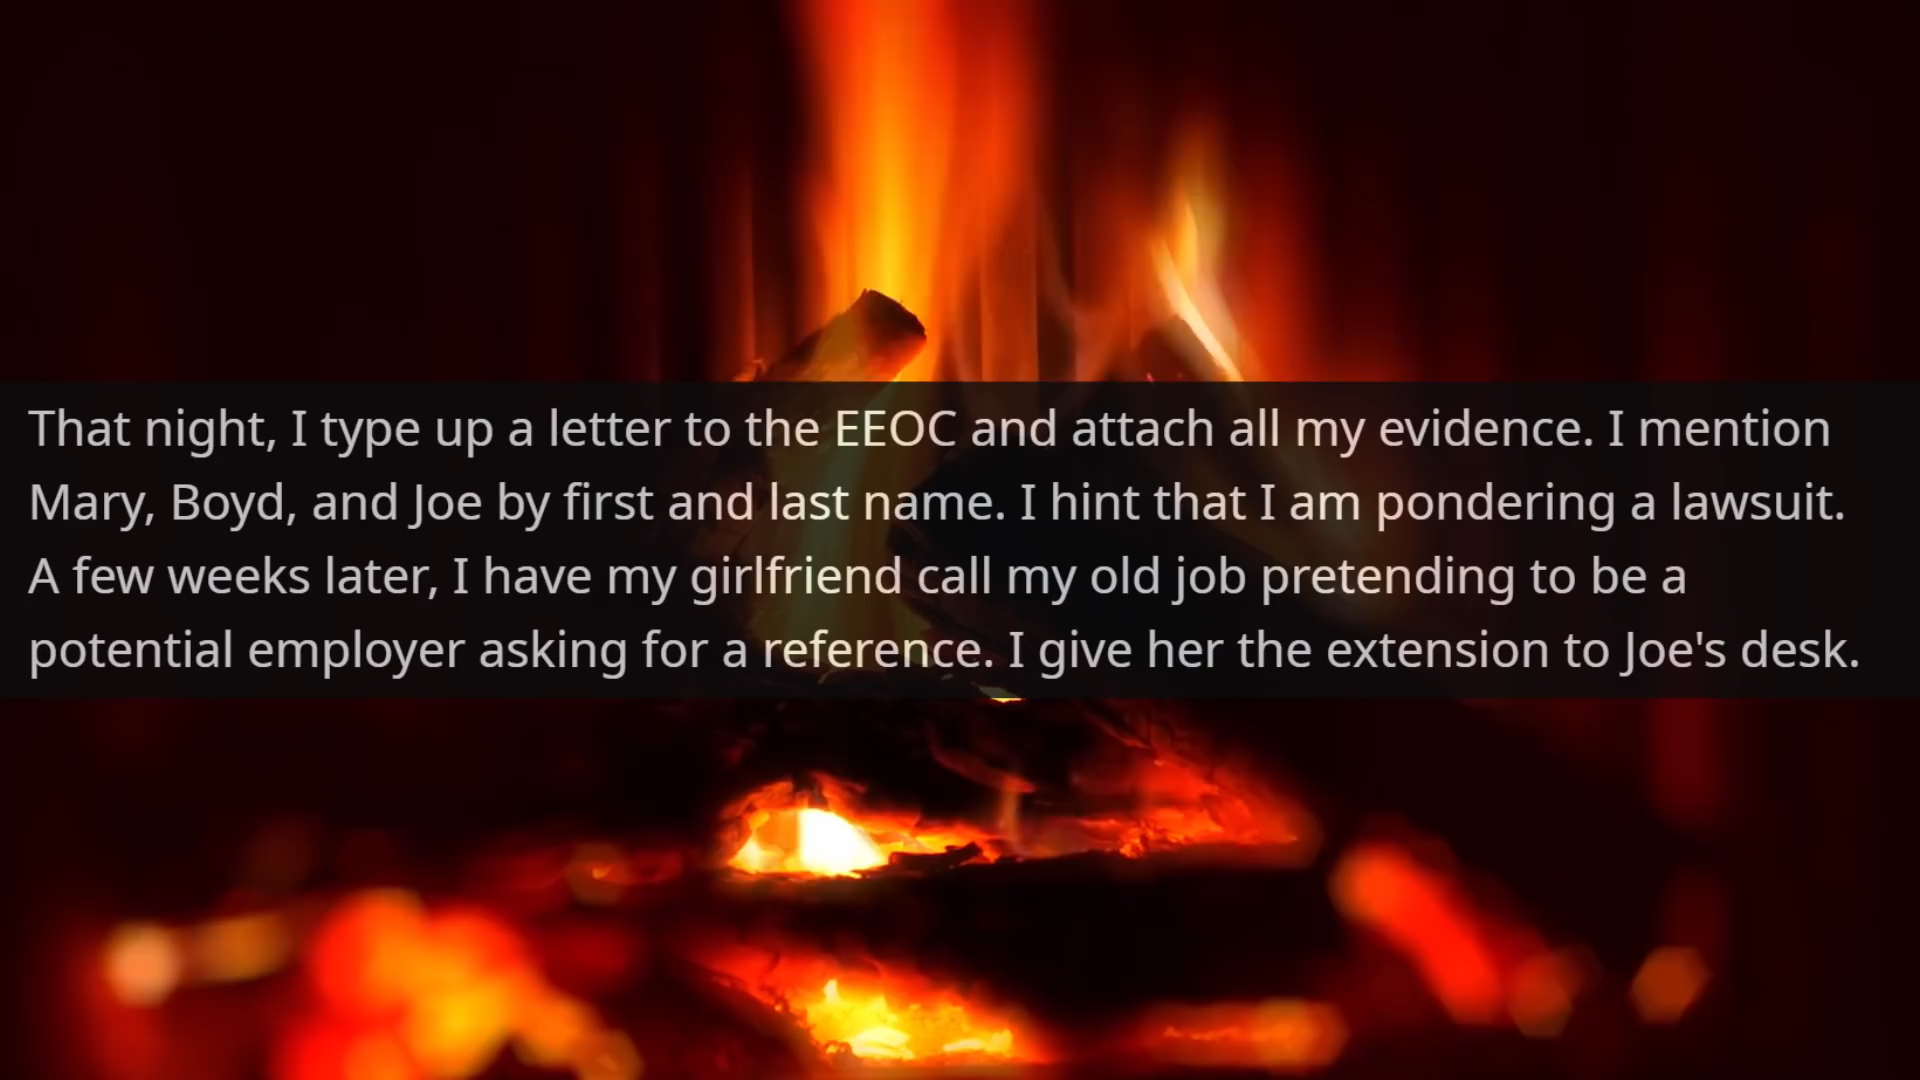 That night, I type up a letter to the EEOC and attach all my evidence. I mention
Mary, Boyd, and Joe by first and last name. I hint that I am pondering a lawsuit.
A few weeks later, I have my girlfriend call my old job pretending to be a
potential employer asking for a reference. I give her the extension to Joe's desk.